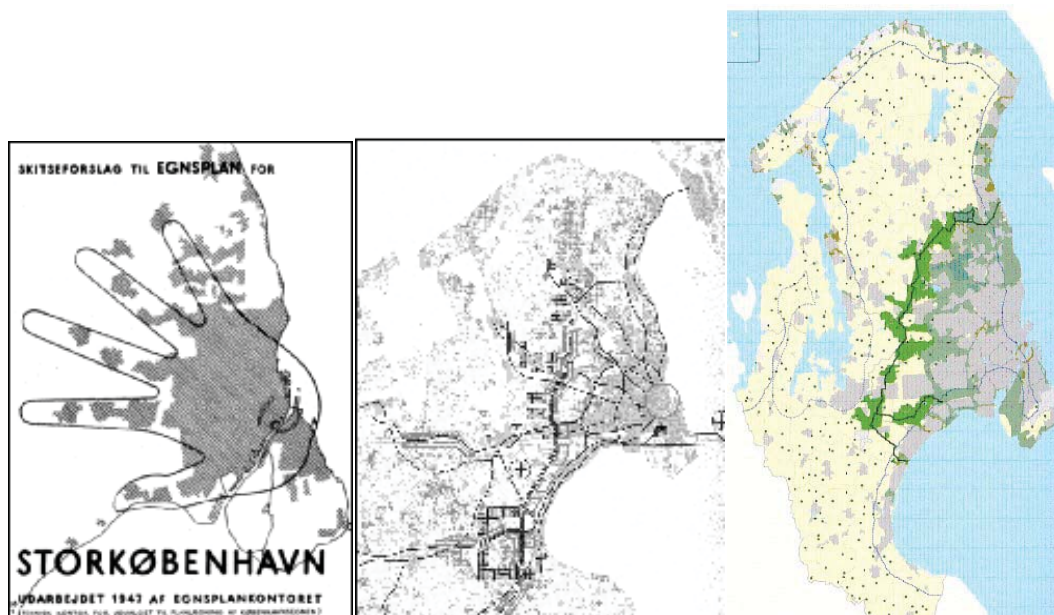 SKITSEFORSLAG TIL EGNSPLAN FOR
STORKØBENHAVN
UDARBEJDET 1947 AF EGNSPLANKONTORET